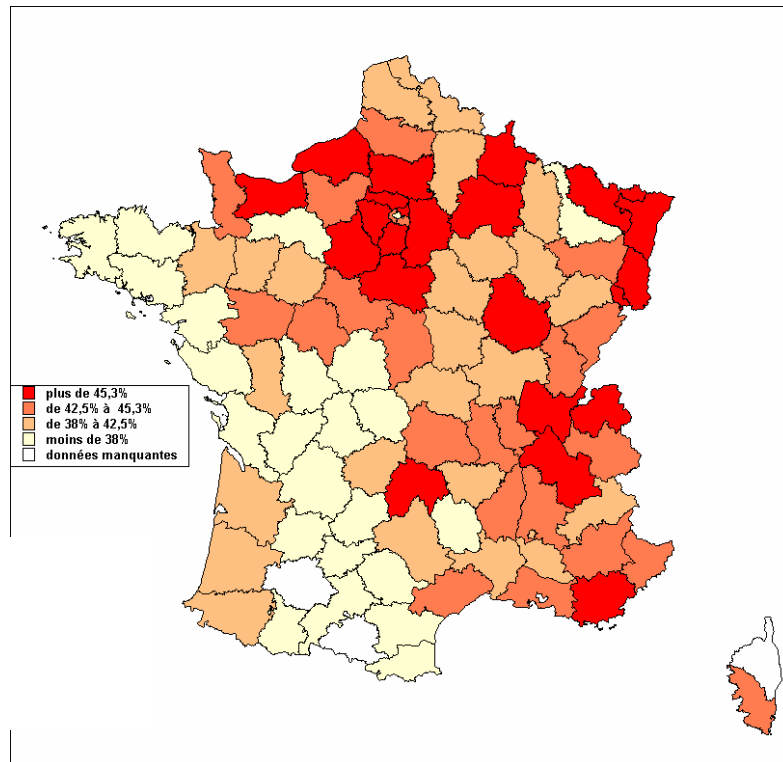 plus de 45,3%
de 42,5% à 45,3%
de 38% à 42,5%
moins de 38%
données manquantes